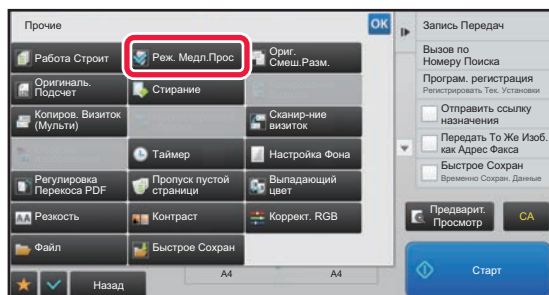 Прочие
OK
Работа Строит
Реж. Медл.Прос
Ориг.
Смеш.Разм.
Оригиналь.
Подсчет
Стирание
Копиров. Визиток
(Мульти)
Сканир-ние
визиток
Таймер
Настройка Фона
Регулировка
Перекоса PDF
Пропуск пустой
страници
Выпадающий
цвет
Резкость
Контраст
Коррект. RGB
Файл
Быстрое Сохран
Назад
A4
A4
Запись Передач
Вызов по
Номеру Поиска
Програм. регистрация
Регистрировать Тек. Установки
Отправить ссылку
назначения
Передать То Же Изоб.
как Адрес Факса
Быстрое Сохран
Временно Сохран. Данные
Предварит.
Просмотр
CA
Старт